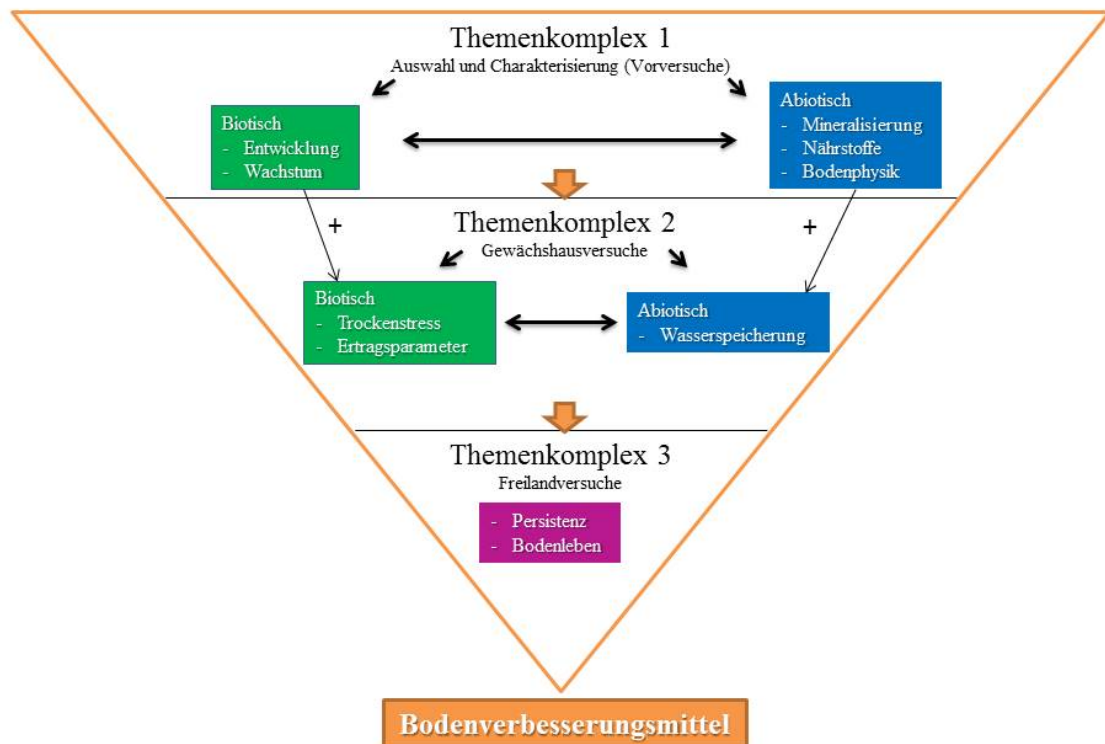 Themenkomplex 1
Auswahl und Charakterisierung (Vorversuche)
Biotisch
- Entwicklung
- Wachstum
Abiotisch
- Mineralisierung
- Nährstoffe
- Bodenphysik
+
+
Themenkomplex 2
Gewächshausversuche
Biotisch
- Trockenstress
- Ertragsparameter
Abiotisch
- Wasserspeicherung
Themenkomplex 3
Freilandversuche
- Persistenz
- Bodenleben
Bodenverbesserungsmittel